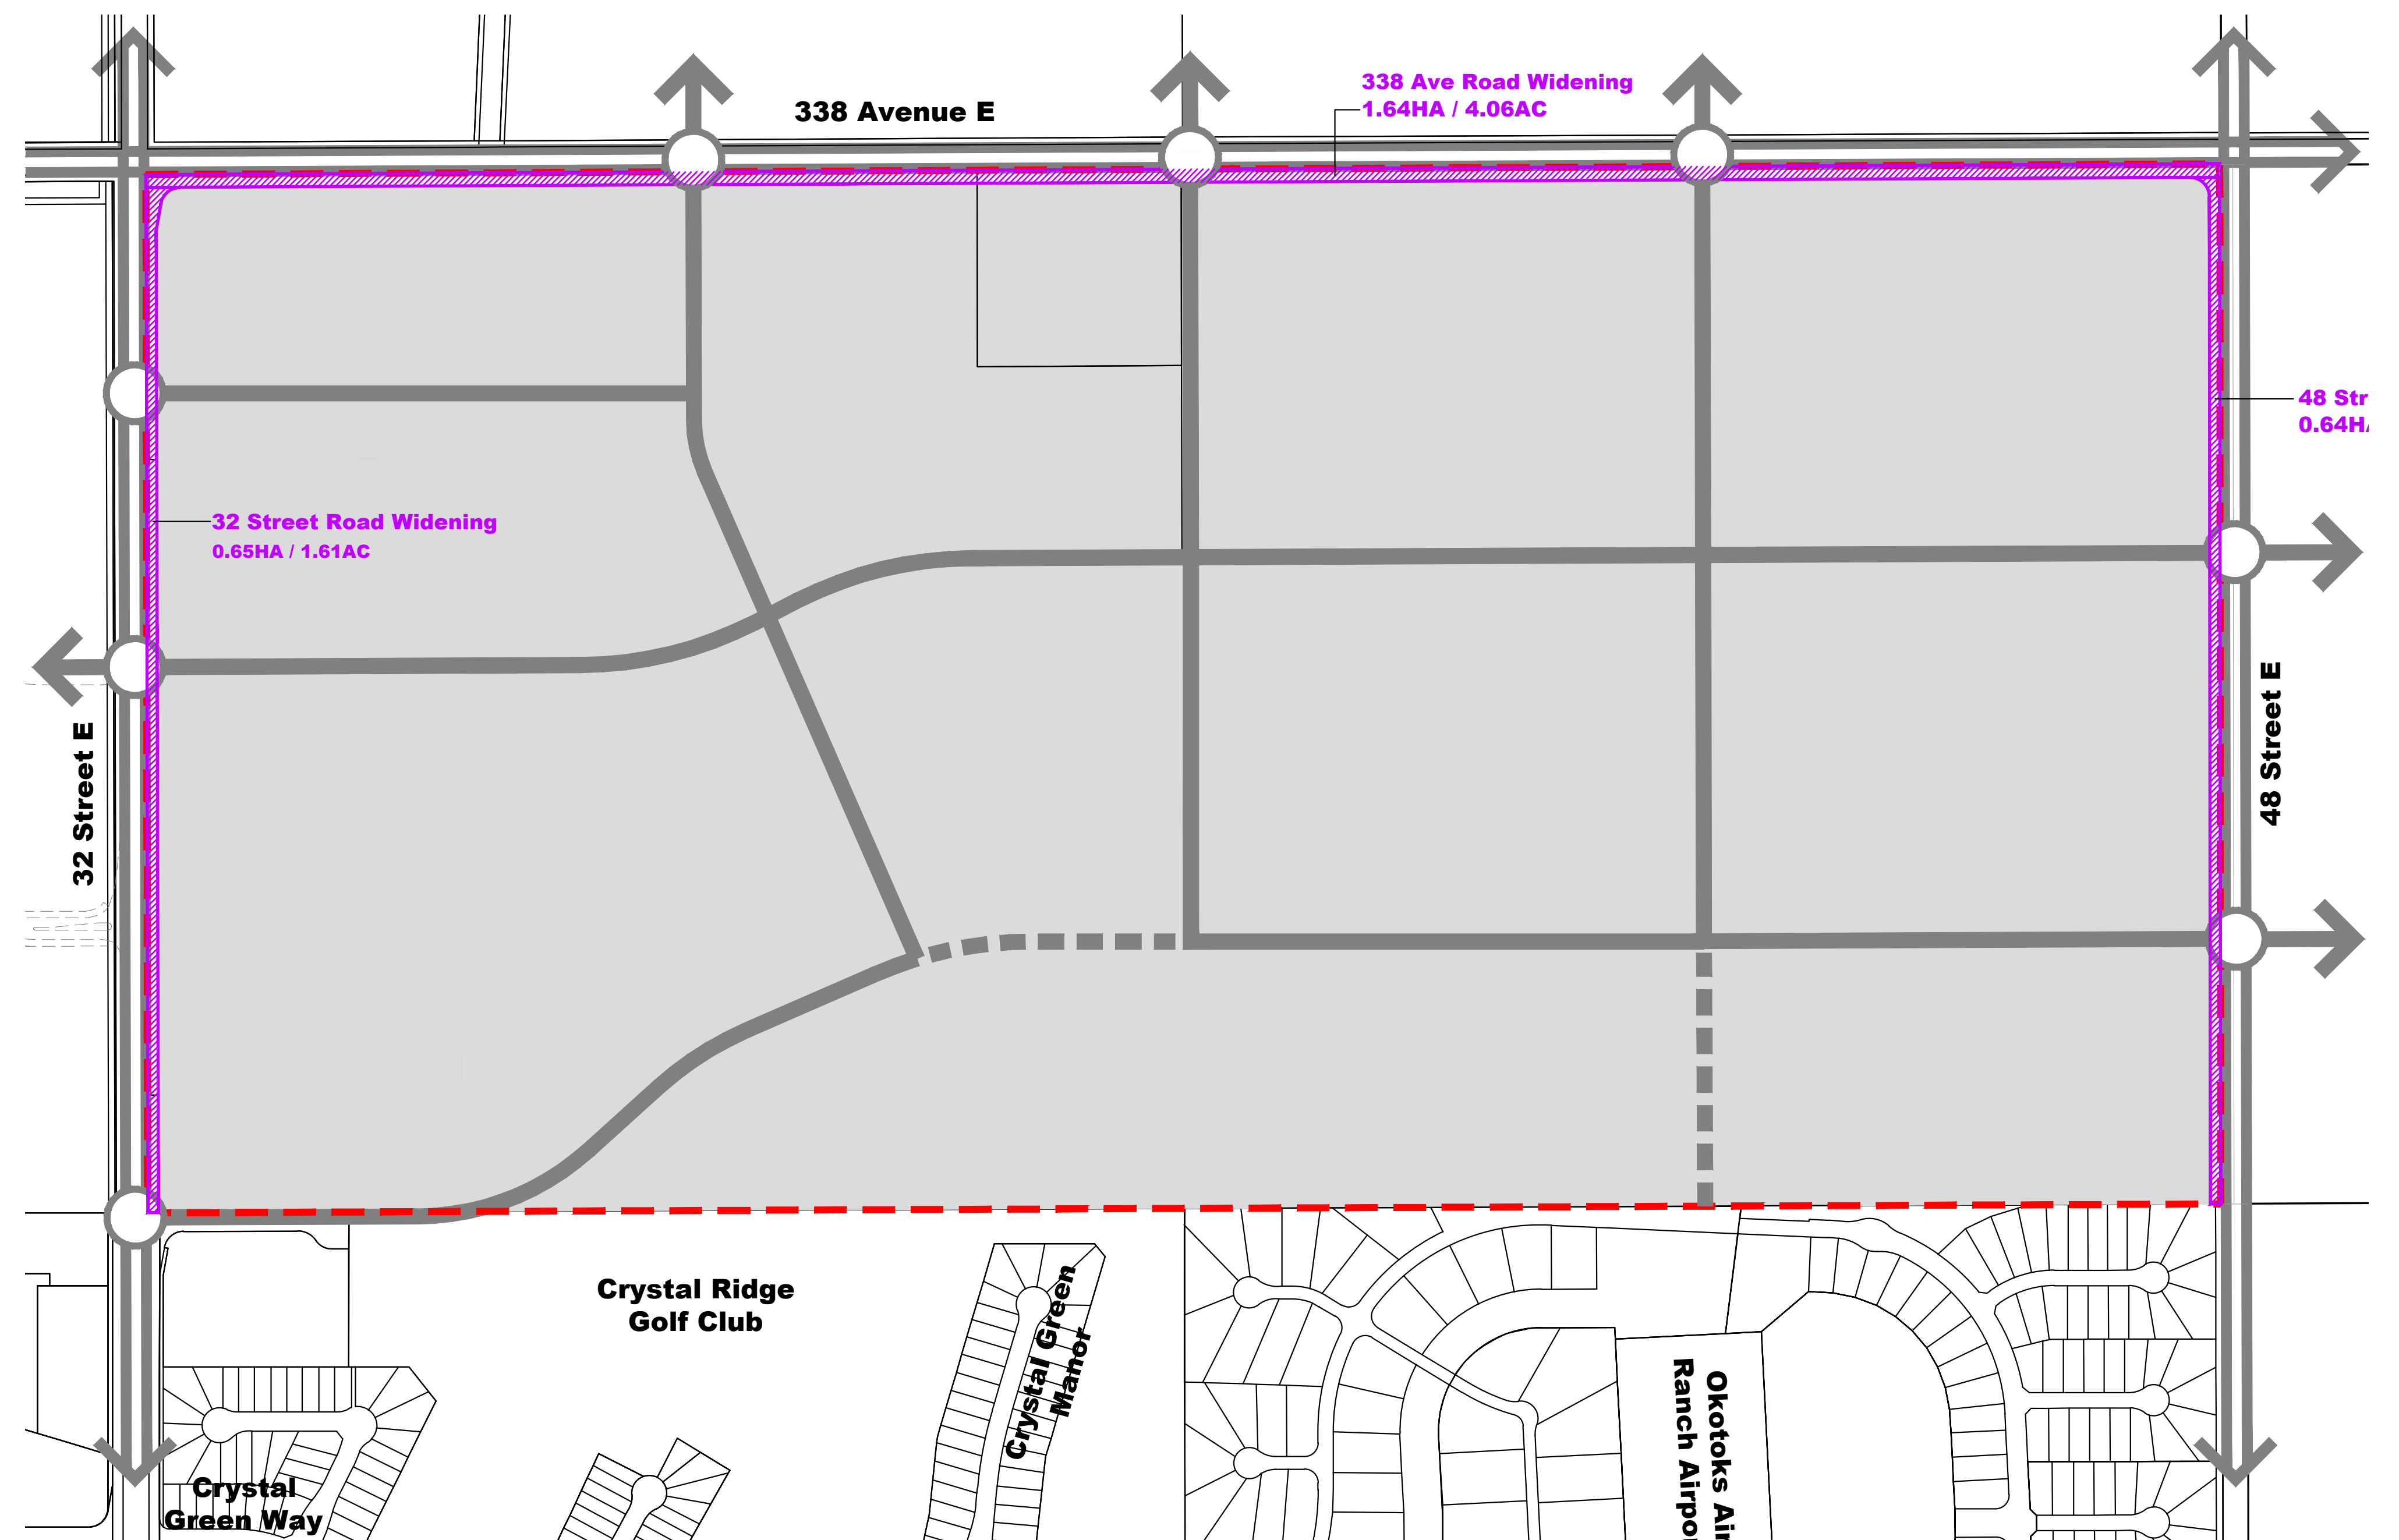 338 Avenue E
338 Ave Road Widening
1.64HA / 4.06AC
48 Str
0.64H
32 Street Road Widening
0.65HA / 1.61AC
32 Street E
48 Street E
Crystal Ridge
Golf Club
Crystal Green
Manor
Okotoks Air
Ranch Airpo
Crystal
Green Way